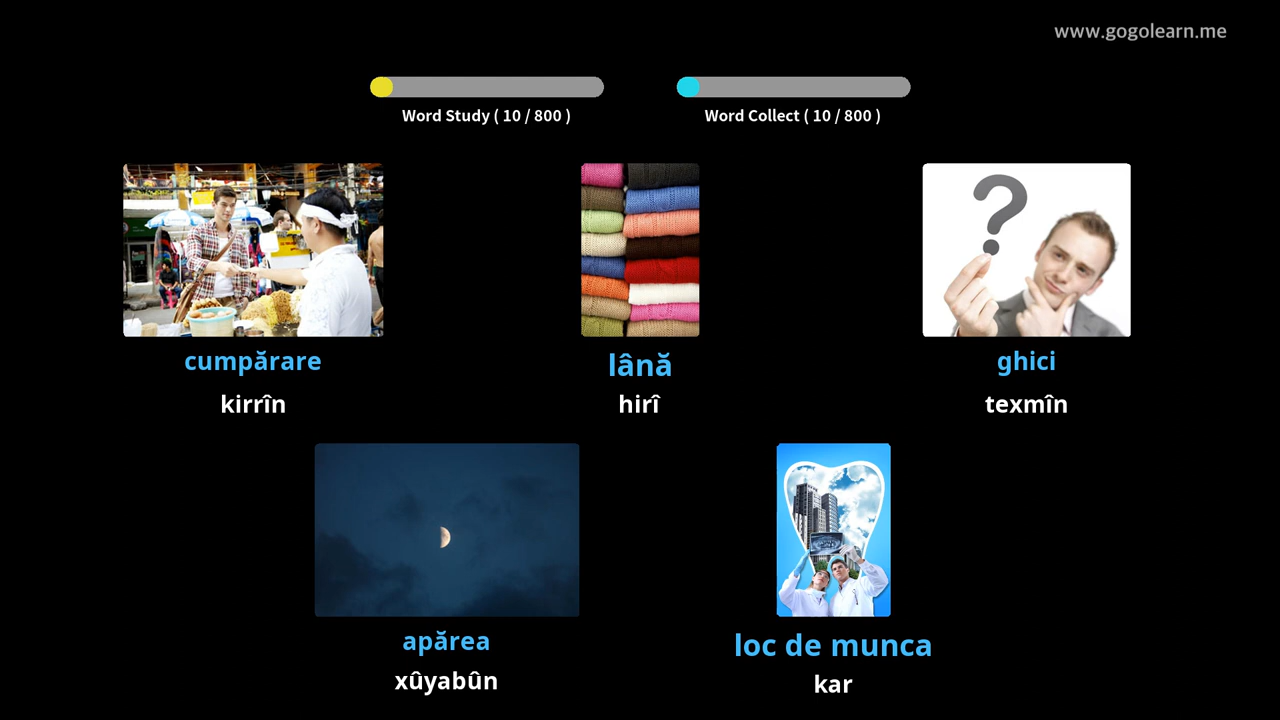 www.gogolearn.me
Word Study ( 10 / 800 )
Word Collect ( 10 / 800 )
cumpărare
kirrîn
lână
hirî
ghici
texmîn
apărea
xûyabûn
loc de munca
kar